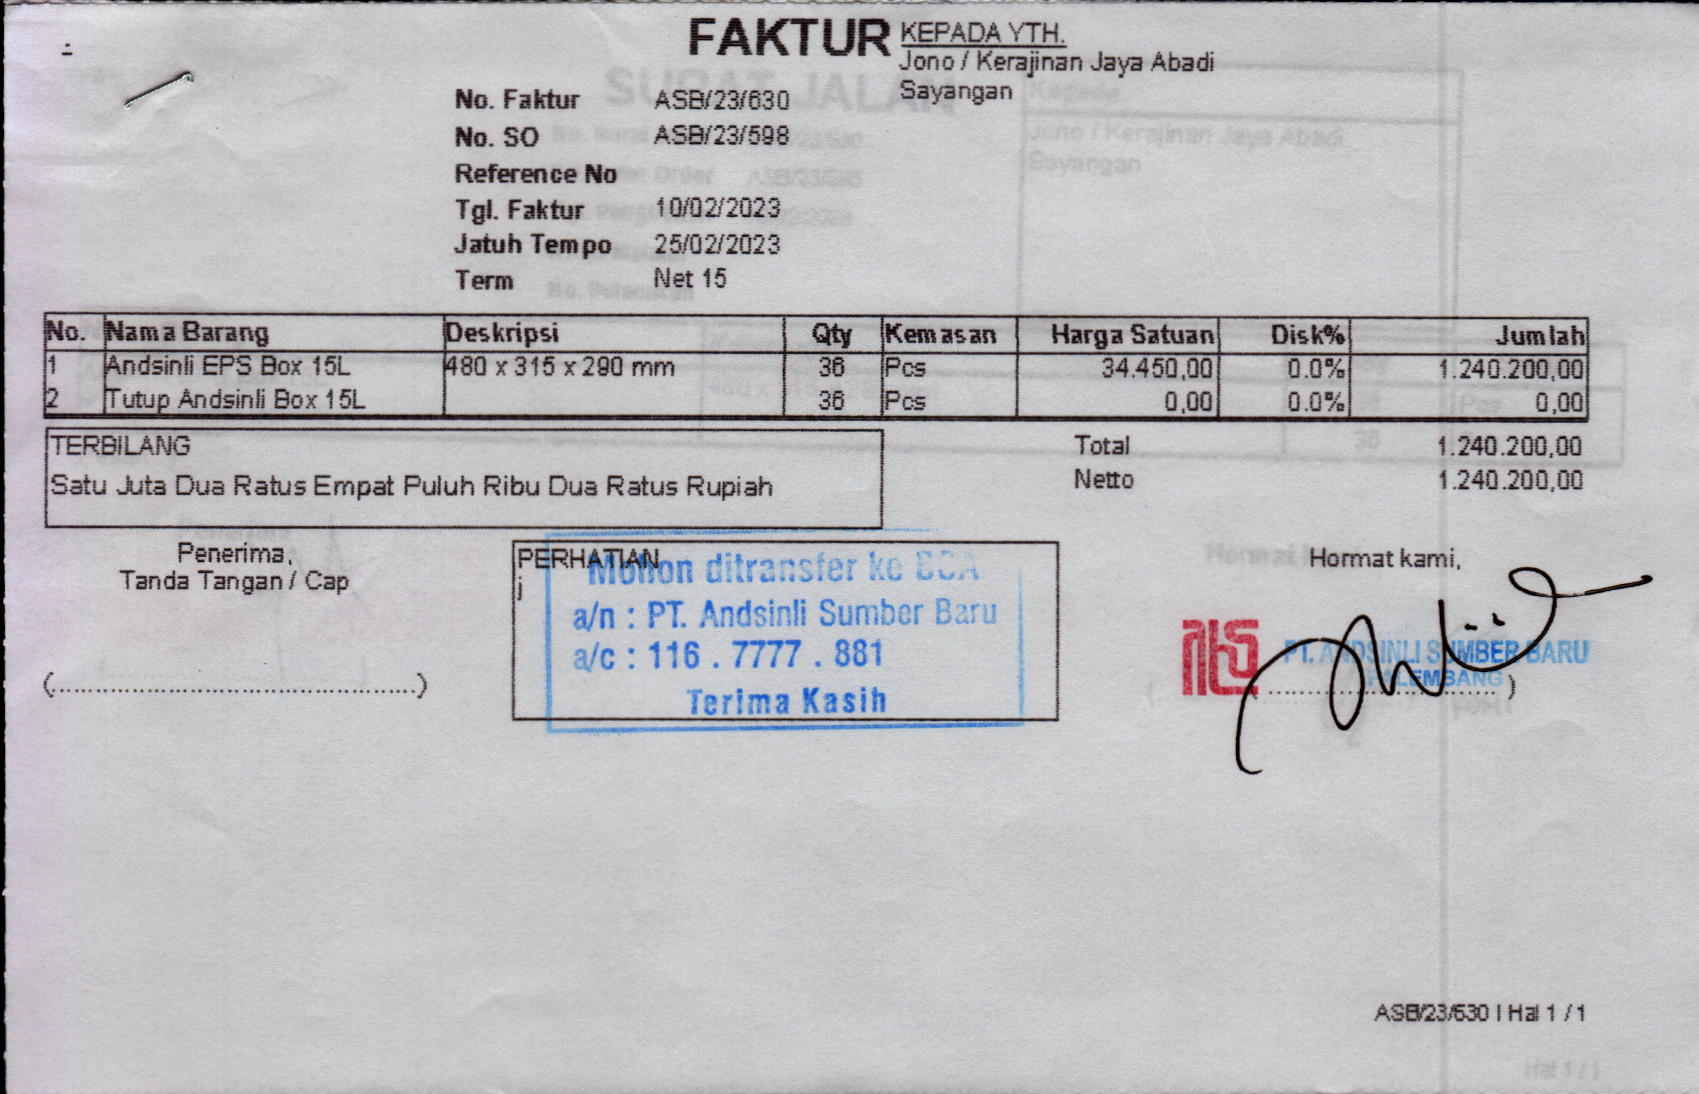 FAKTUR
KEPADA YTH.
Jono / Kerajinan Jaya Abadi
Sayangan
No. Faktur ASB/23/630
No. SO ASB/23/598
Reference No
Tgl. Faktur 10/02/2023
Jatuh Tempo 25/02/2023
Term Net 15
No. Nama Barang Deskripsi Qty Kemasan Harga Satuan Disk% Jumlah
1 Andsinli EPS Box 15L 480 x 315 x 290 mm 36 Pcs 34.450,00 0.0% 1.240.200,00
2 Tutup Andsinli Box 15L 36 Pcs 0,00 0.0% 0,00
TERBILANG
Satu Juta Dua Ratus Empat Puluh Ribu Dua Ratus Rupiah
Total 1.240.200,00
Netto 1.240.200,00
Penerima,
Tanda Tangan / Cap
(...............................................)
PERHATIAN
j
Mohon ditransfer ke BCA
a/n : PT. Andsinli Sumber Baru
a/c : 116 . 7777 . 881
Terima Kasih
Hormat kami,
PT. ANDSINLI SUMBER BARU
PALEMBANG
ASB/23/630 | Hal 1 / 1